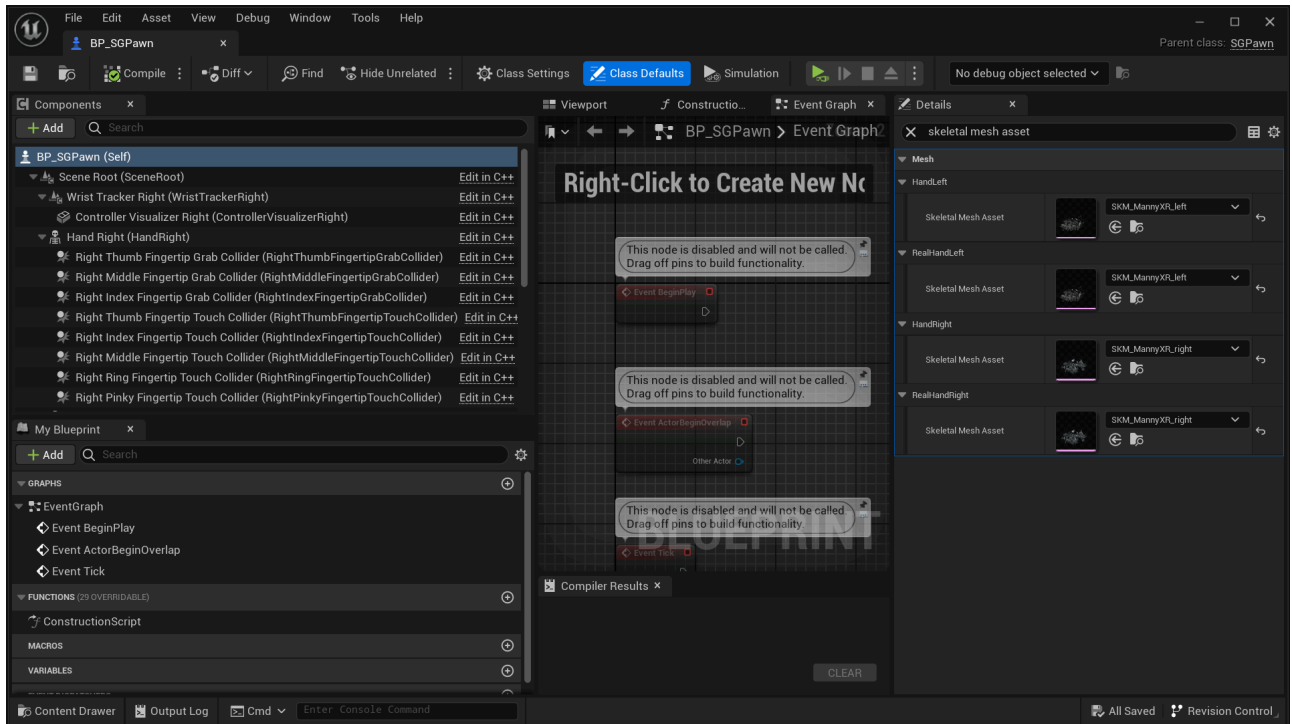 File Edit Asset View Debug Window Tools Help
BP_SGPawn
Parent class: SGPawn
Compile
Diff
Find
Hide Unrelated
Class Settings
Class Defaults
Simulation
No debug object selected
Components
Add
Search
BP_SGPawn (Self)
Scene Root (SceneRoot) Edit in C++
Wrist Tracker Right (WristTrackerRight) Edit in C++
Controller Visualizer Right (ControllerVisualizerRight) Edit in C++
Hand Right (HandRight) Edit in C++
Right Thumb Fingertip Grab Collider (RightThumbFingertipGrabCollider) Edit in C++
Right Middle Fingertip Grab Collider (RightMiddleFingertipGrabCollider) Edit in C++
Right Index Fingertip Grab Collider (RightIndexFingertipGrabCollider) Edit in C++
Right Thumb Fingertip Touch Collider (RightThumbFingertipTouchCollider) Edit in C++
Right Index Fingertip Touch Collider (RightIndexFingertipTouchCollider) Edit in C++
Right Middle Fingertip Touch Collider (RightMiddleFingertipTouchCollider) Edit in C++
Right Ring Fingertip Touch Collider (RightRingFingertipTouchCollider) Edit in C++
Right Pinky Fingertip Touch Collider (RightPinkyFingertipTouchCollider) Edit in C++
My Blueprint
Add
Search
GRAPHS
EventGraph
Event BeginPlay
Event ActorBeginOverlap
Event Tick
FUNCTIONS (29 OVERRIDABLE)
ConstructionScript
MACROS
VARIABLES
Viewport
Constructio...
Event Graph
BP_SGPawn > Event Graph
Right-Click to Create New No
This node is disabled and will not be called.
Drag off pins to build functionality.
Event BeginPlay
This node is disabled and will not be called.
Drag off pins to build functionality.
Event ActorBeginOverlap
Other Actor
This node is disabled and will not be called.
Drag off pins to build functionality.
Event Tick
BLUEPRINT
Compiler Results
CLEAR
Details
skeletal mesh asset
Mesh
HandLeft
Skeletal Mesh Asset
SKM_MannyXR_left
RealHandLeft
Skeletal Mesh Asset
SKM_MannyXR_left
HandRight
Skeletal Mesh Asset
SKM_MannyXR_right
RealHandRight
Skeletal Mesh Asset
SKM_MannyXR_right
Content Drawer
Output Log
Cmd
Enter Console Command
All Saved
Revision Control